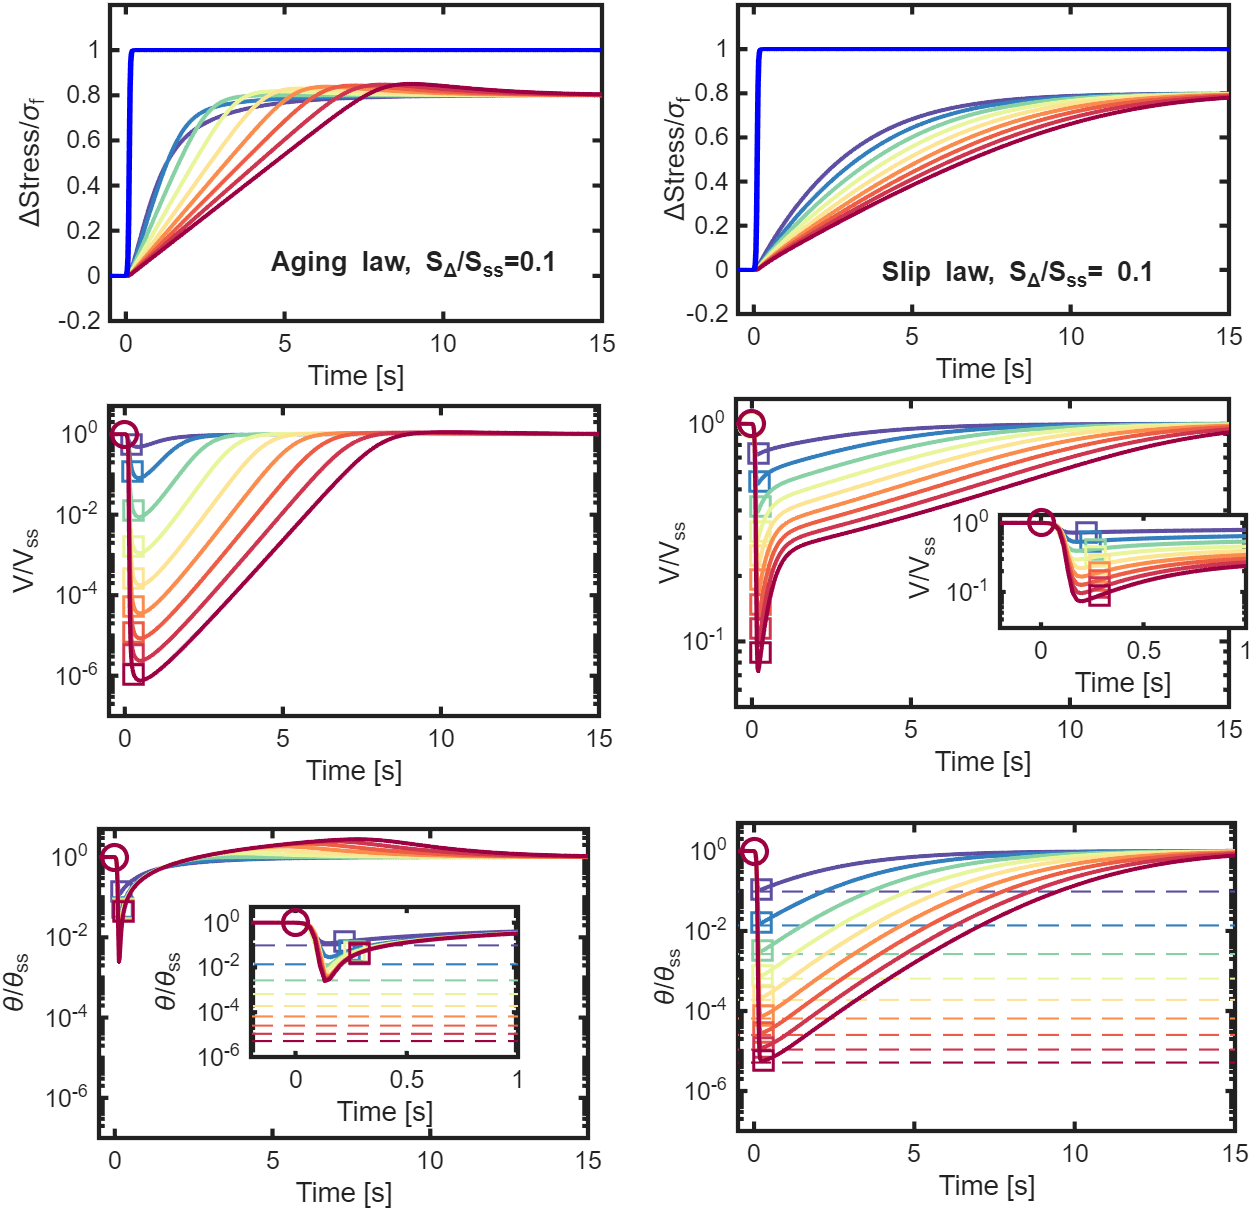 1
0.8
0.6
0.4
0.2
0
-0.2
ΔStress/σf
Aging law, SΔ/Sss=0.1
0 5 10 15
Time [s]
1
0.8
0.6
0.4
0.2
0
-0.2
ΔStress/σf
Slip law, SΔ/Sss= 0.1
0 5 10 15
Time [s]
10^0
10^-2
10^-4
10^-6
V/Vss
0 5 10 15
Time [s]
10^0
10^-1
V/Vss
0 5 10 15
Time [s]
10^0
10^-1
V/Vss
0 0.5 1
Time [s]
10^0
10^-2
10^-4
10^-6
θ/θss
0 5 10 15
Time [s]
10^0
10^-2
10^-4
10^-6
θ/θss
0 0.5 1
Time [s]
10^0
10^-2
10^-4
10^-6
θ/θss
0 5 10 15
Time [s]